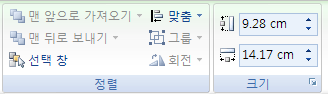 맨 앞으로 가져오기 맞춤 9.28 cm
맨 뒤로 보내기 그룹 14.17 cm
선택 창 회전
정렬 크기